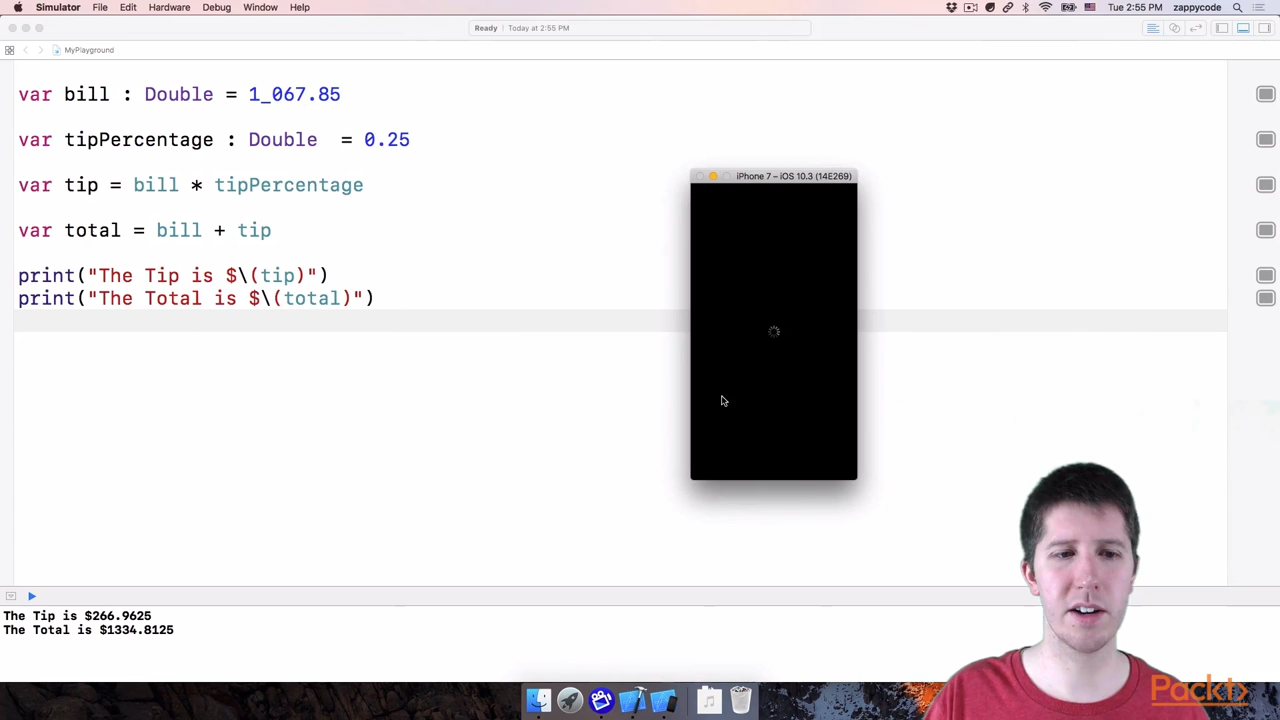 Simulator File Edit Hardware Debug Window Help
Tue 2:55 PM zappycode
Ready | Today at 2:55 PM
MyPlayground
var bill : Double = 1_067.85
var tipPercentage : Double  = 0.25
iPhone 7 – iOS 10.3 (14E269)
var tip = bill * tipPercentage
var total = bill + tip
print("The Tip is $\(tip)")
print("The Total is $\(total)")
The Tip is $266.9625
The Total is $1334.8125
Packt>